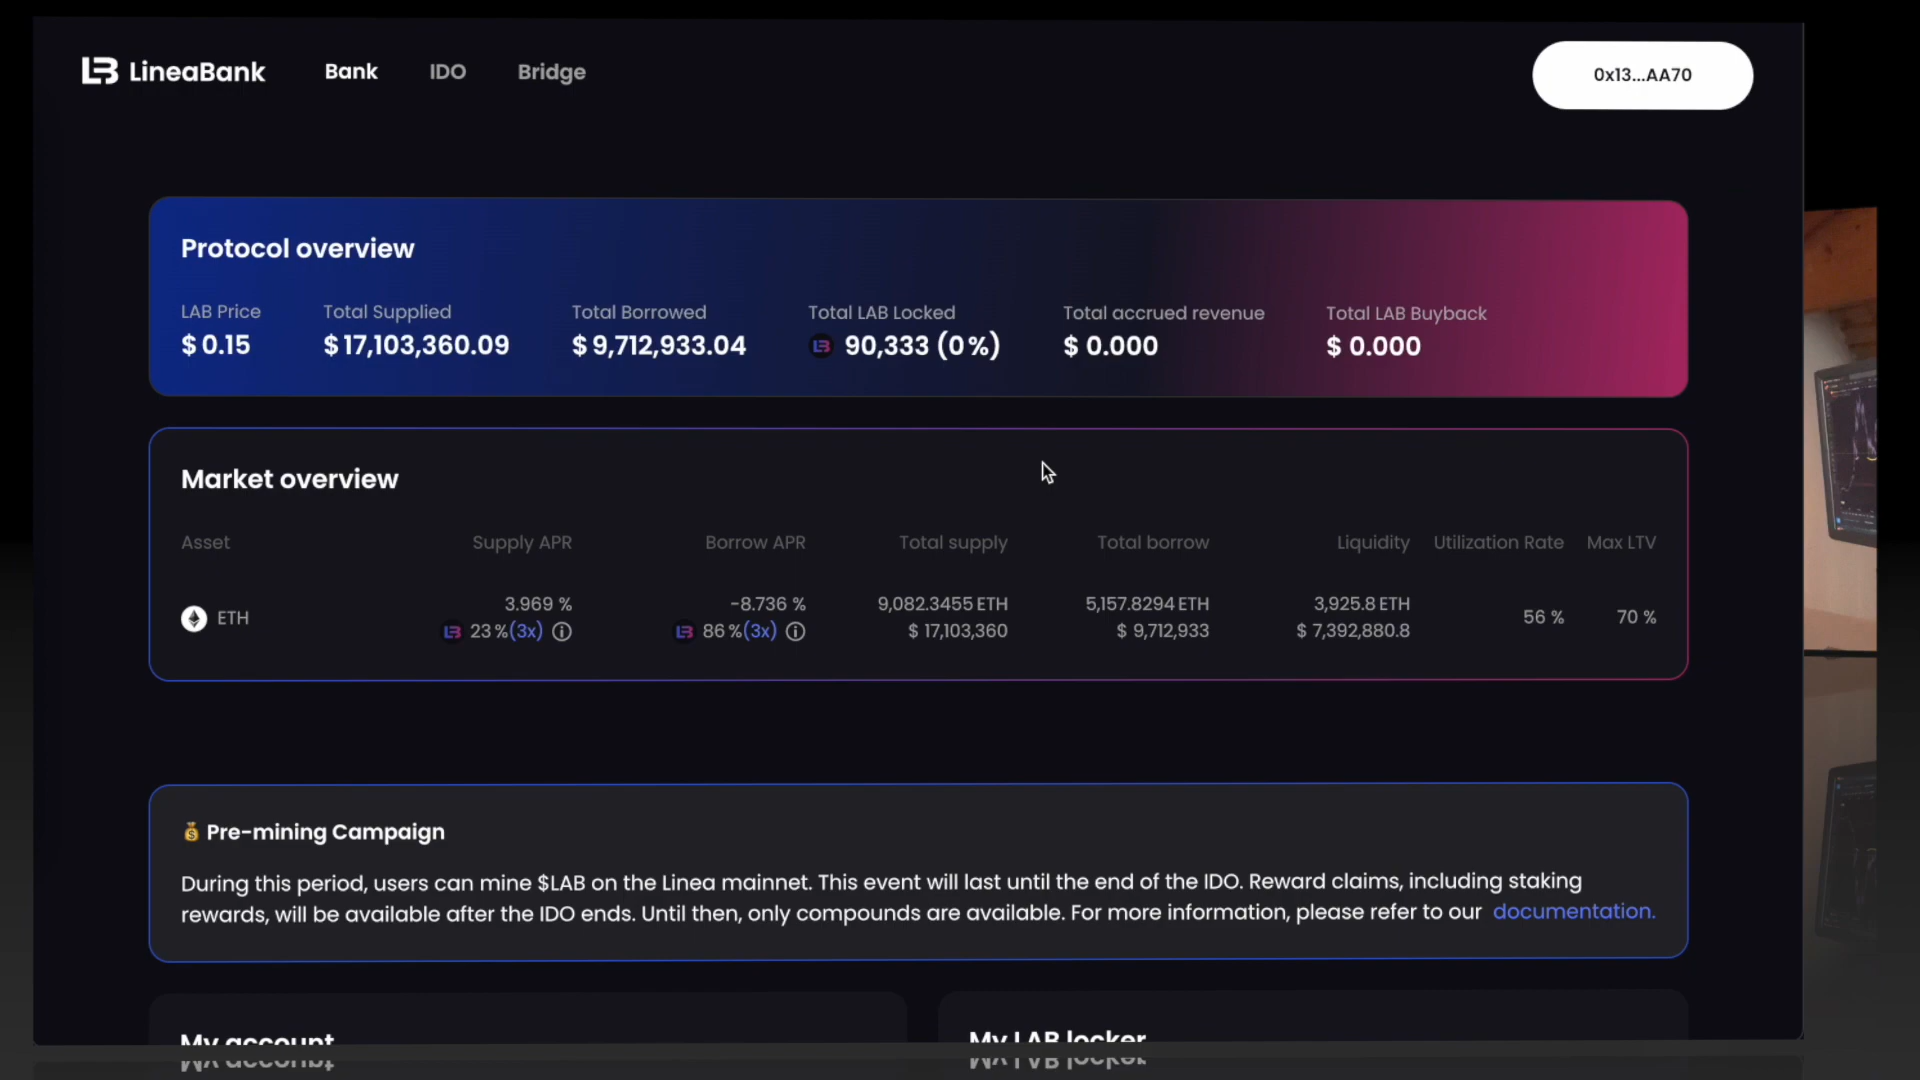 LineaBank Bank IDO Bridge 0x13...AA70
Protocol overview
LAB Price Total Supplied Total Borrowed Total LAB Locked Total accrued revenue Total LAB Buyback
$ 0.15 $ 17,103,360.09 $ 9,712,933.04 90,333 (0%) $ 0.000 $ 0.000
Market overview
Asset Supply APR Borrow APR Total supply Total borrow Liquidity Utilization Rate Max LTV
3.969 % -8.736 % 9,082.3455 ETH 5,157.8294 ETH 3,925.8 ETH
ETH 56 % 70 %
23 %(3x) 86 %(3x) $ 17,103,360 $ 9,712,933 $ 7,392,880.8
💰 Pre-mining Campaign
During this period, users can mine $LAB on the Linea mainnet. This event will last until the end of the IDO. Reward claims, including staking
rewards, will be available after the IDO ends. Until then, only compounds are available. For more information, please refer to our documentation.
My account My LAB locker